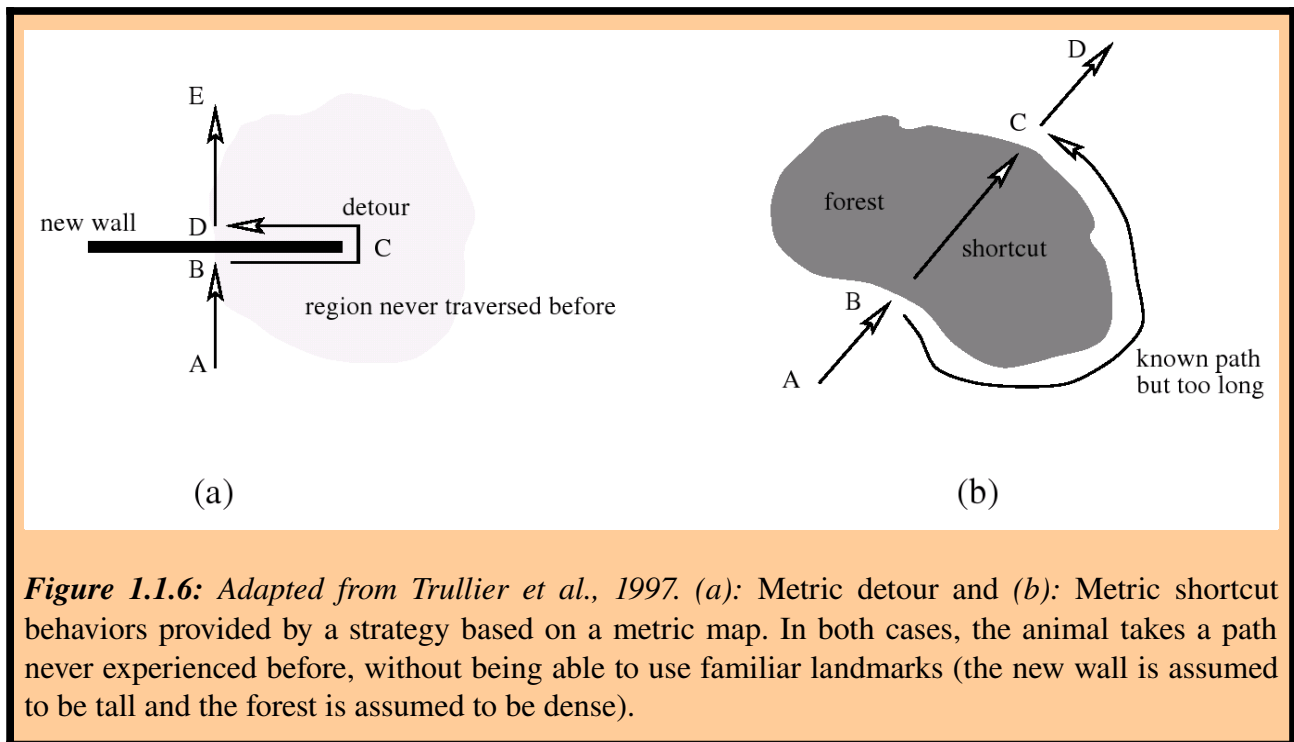 E
D
new wall
detour
D
C
B
region never traversed before
A
(a)
C
forest
shortcut
B
A
known path
but too long
(b)
Figure 1.1.6: Adapted from Trullier et al., 1997. (a): Metric detour and (b): Metric shortcut
behaviors provided by a strategy based on a metric map. In both cases, the animal takes a path
never experienced before, without being able to use familiar landmarks (the new wall is assumed
to be tall and the forest is assumed to be dense).